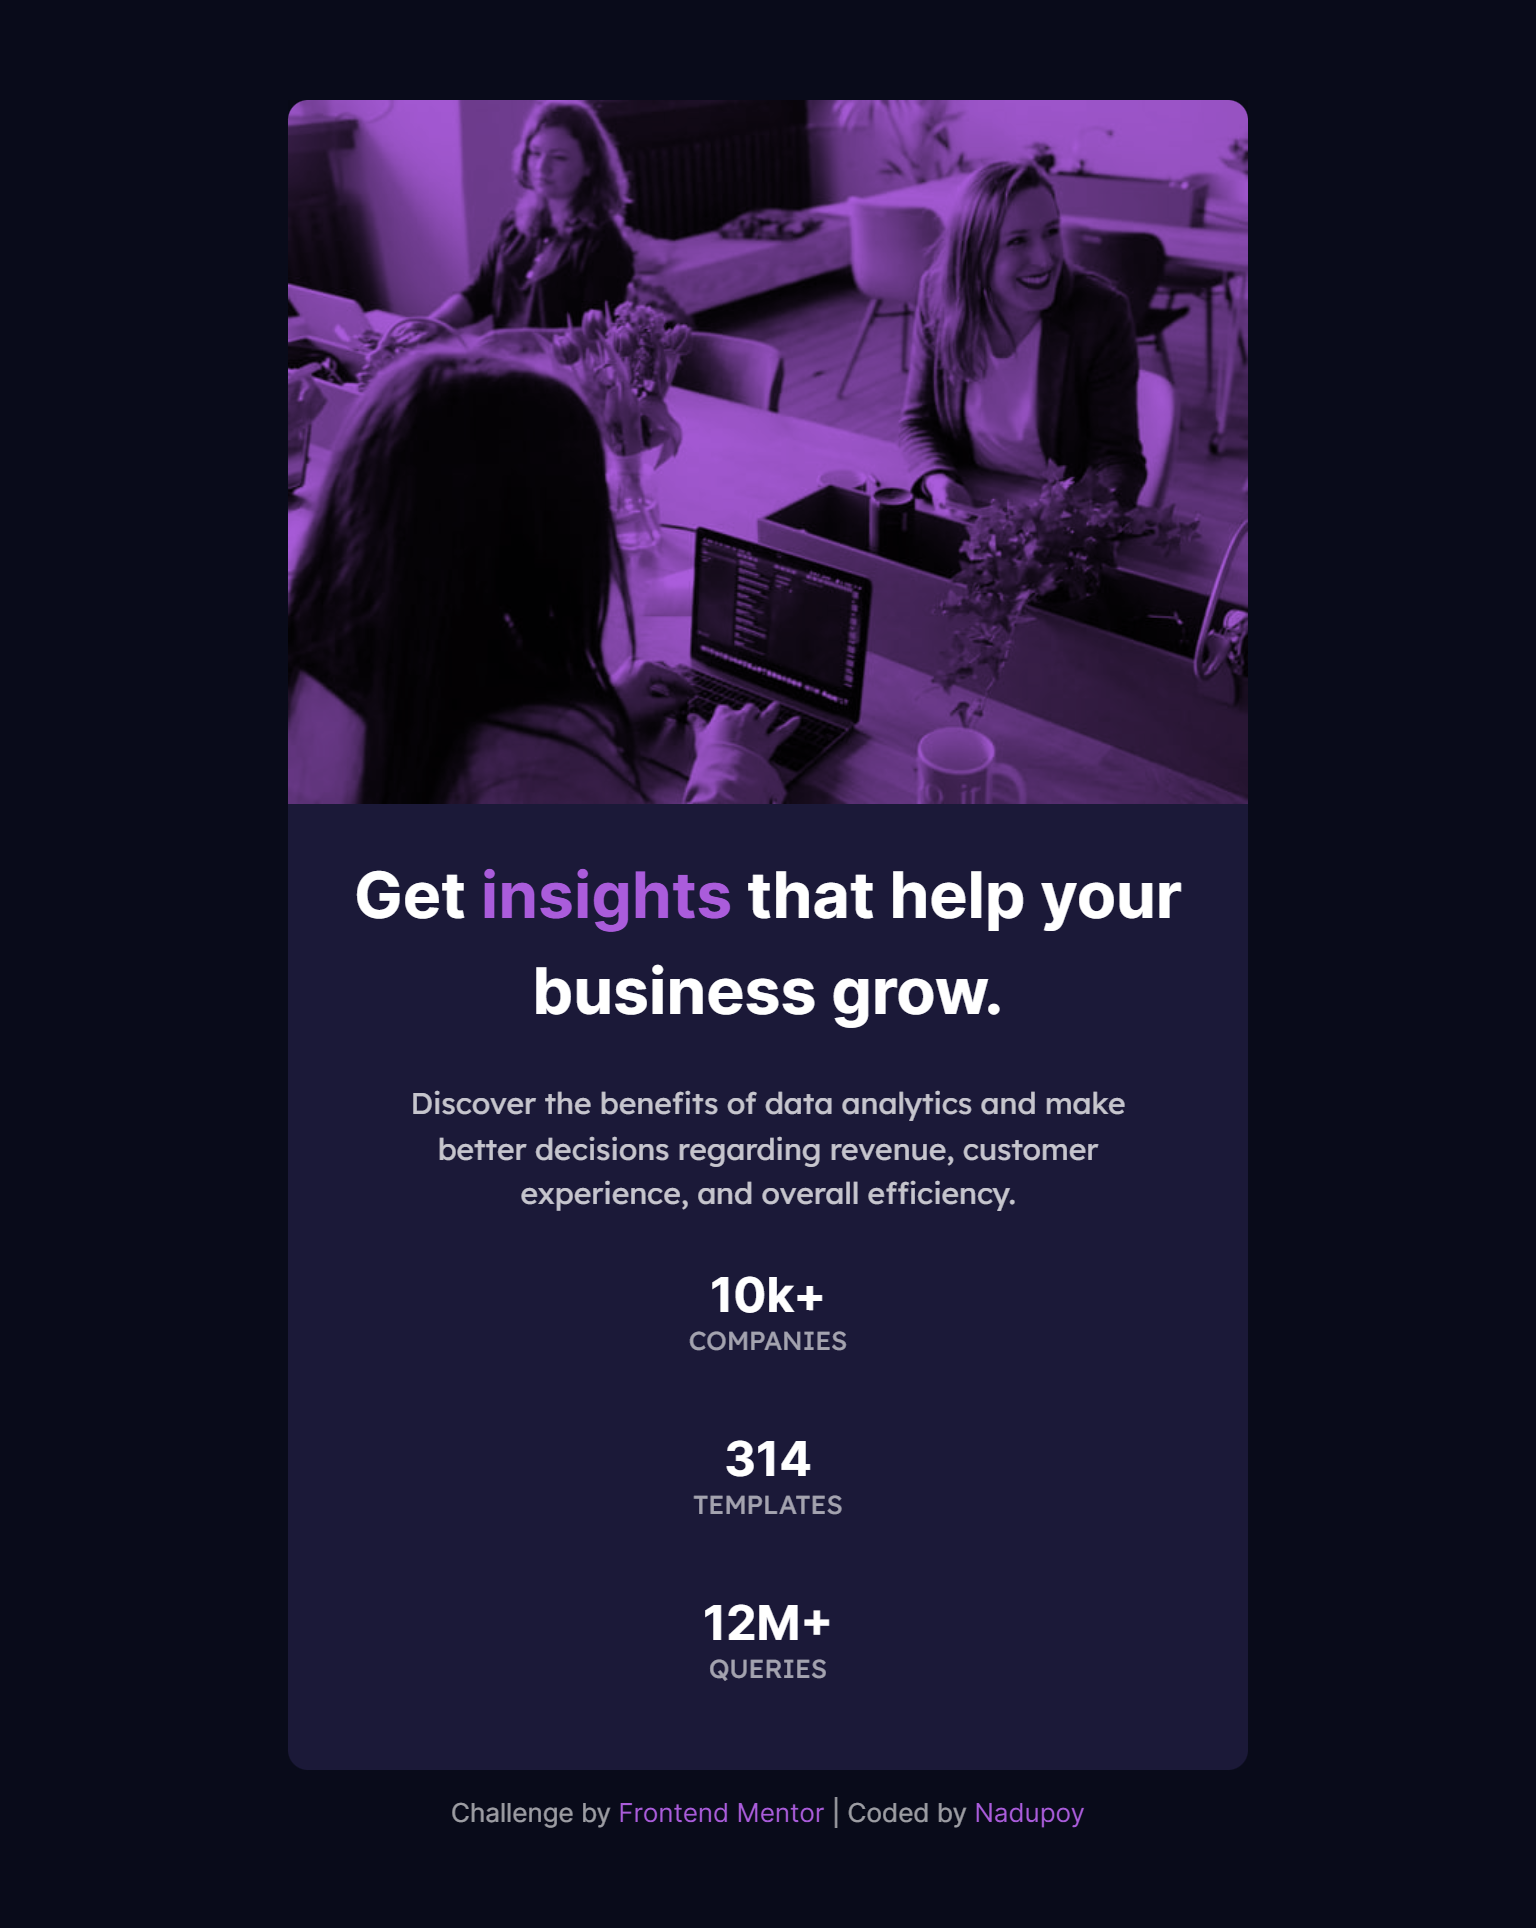 Get insights that help your
business grow.
Discover the benefits of data analytics and make
better decisions regarding revenue, customer
experience, and overall efficiency.
10k+
COMPANIES
314
TEMPLATES
12M+
QUERIES
Challenge by Frontend Mentor | Coded by Nadupoy